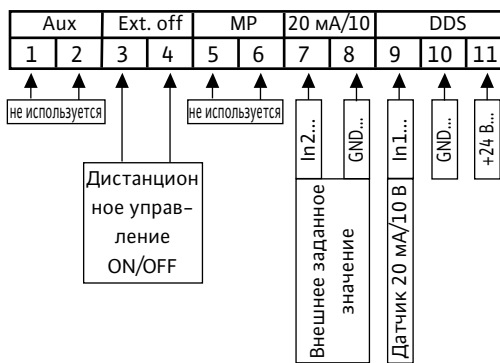 Aux Ext. off MP 20 мА/10 DDS
1 2 3 4 5 6 7 8 9 10 11
не используется
не используется
In2...
GND...
In1...
GND...
+24 В...
Дистанцион
ное управ–
ление
ON/OFF
Внешнее заданное
значение
Датчик 20 мА/10 В